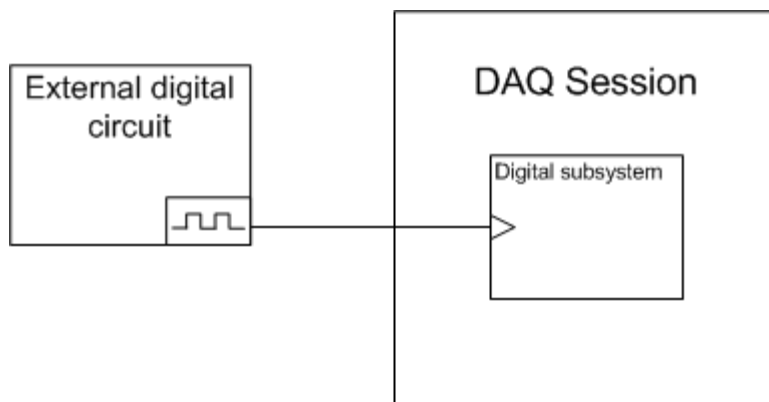 External digital
circuit
DAQ Session
Digital subsystem